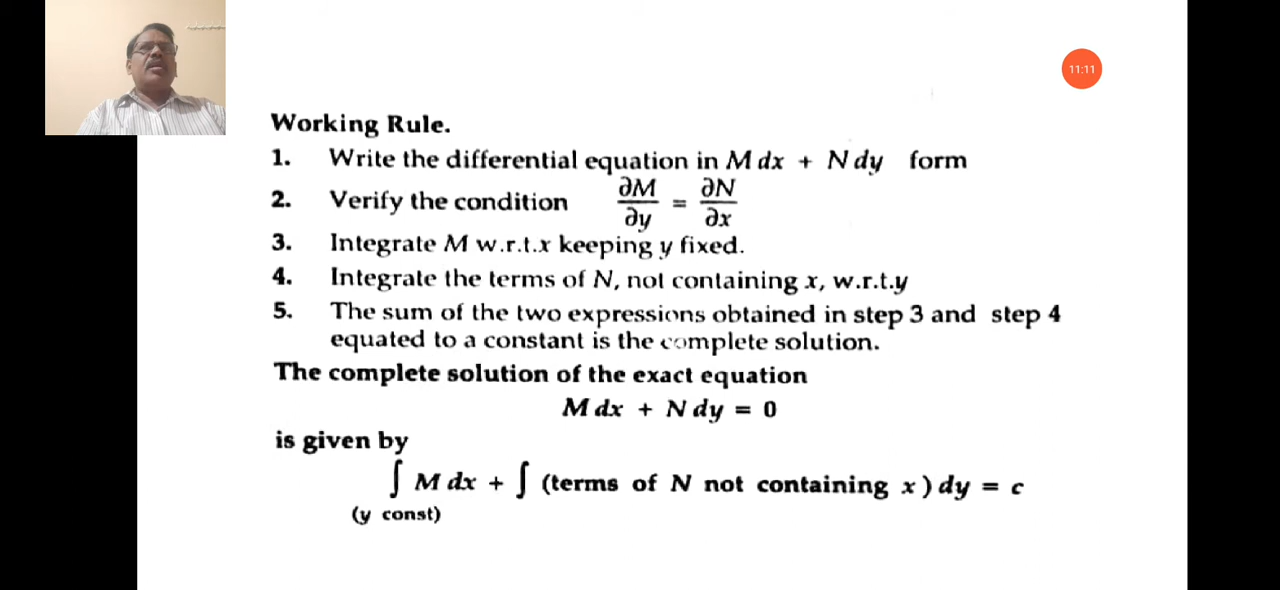 11:11
Working Rule.
1. Write the differential equation in M dx + N dy form
2. Verify the condition ∂M/∂y = ∂N/∂x
3. Integrate M w.r.t.x keeping y fixed.
4. Integrate the terms of N, not containing x, w.r.t.y
5. The sum of the two expressions obtained in step 3 and step 4
equated to a constant is the complete solution.
The complete solution of the exact equation
M dx + N dy = 0
is given by
∫ M dx + ∫ (terms of N not containing x) dy = c
(y const)